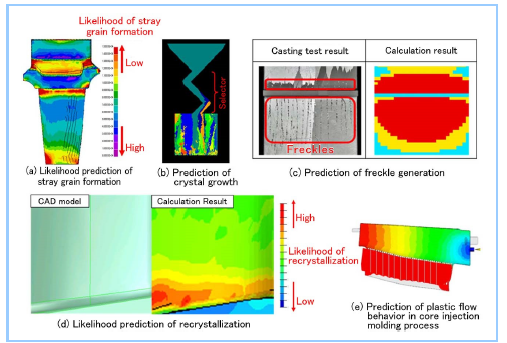 Likelihood of stray
grain formation
Low
High
(a) Likelihood prediction of
stray grain formation
Selector
(b) Prediction of
crystal growth
Casting test result
Calculation result
Freckles
(c) Prediction of freckle generation
CAD model
Calculation Result
High
Likelihood of
recrystallization
Low
(d) Likelihood prediction of recrystallization
(e) Prediction of plastic flow
behavior in core injection
molding process